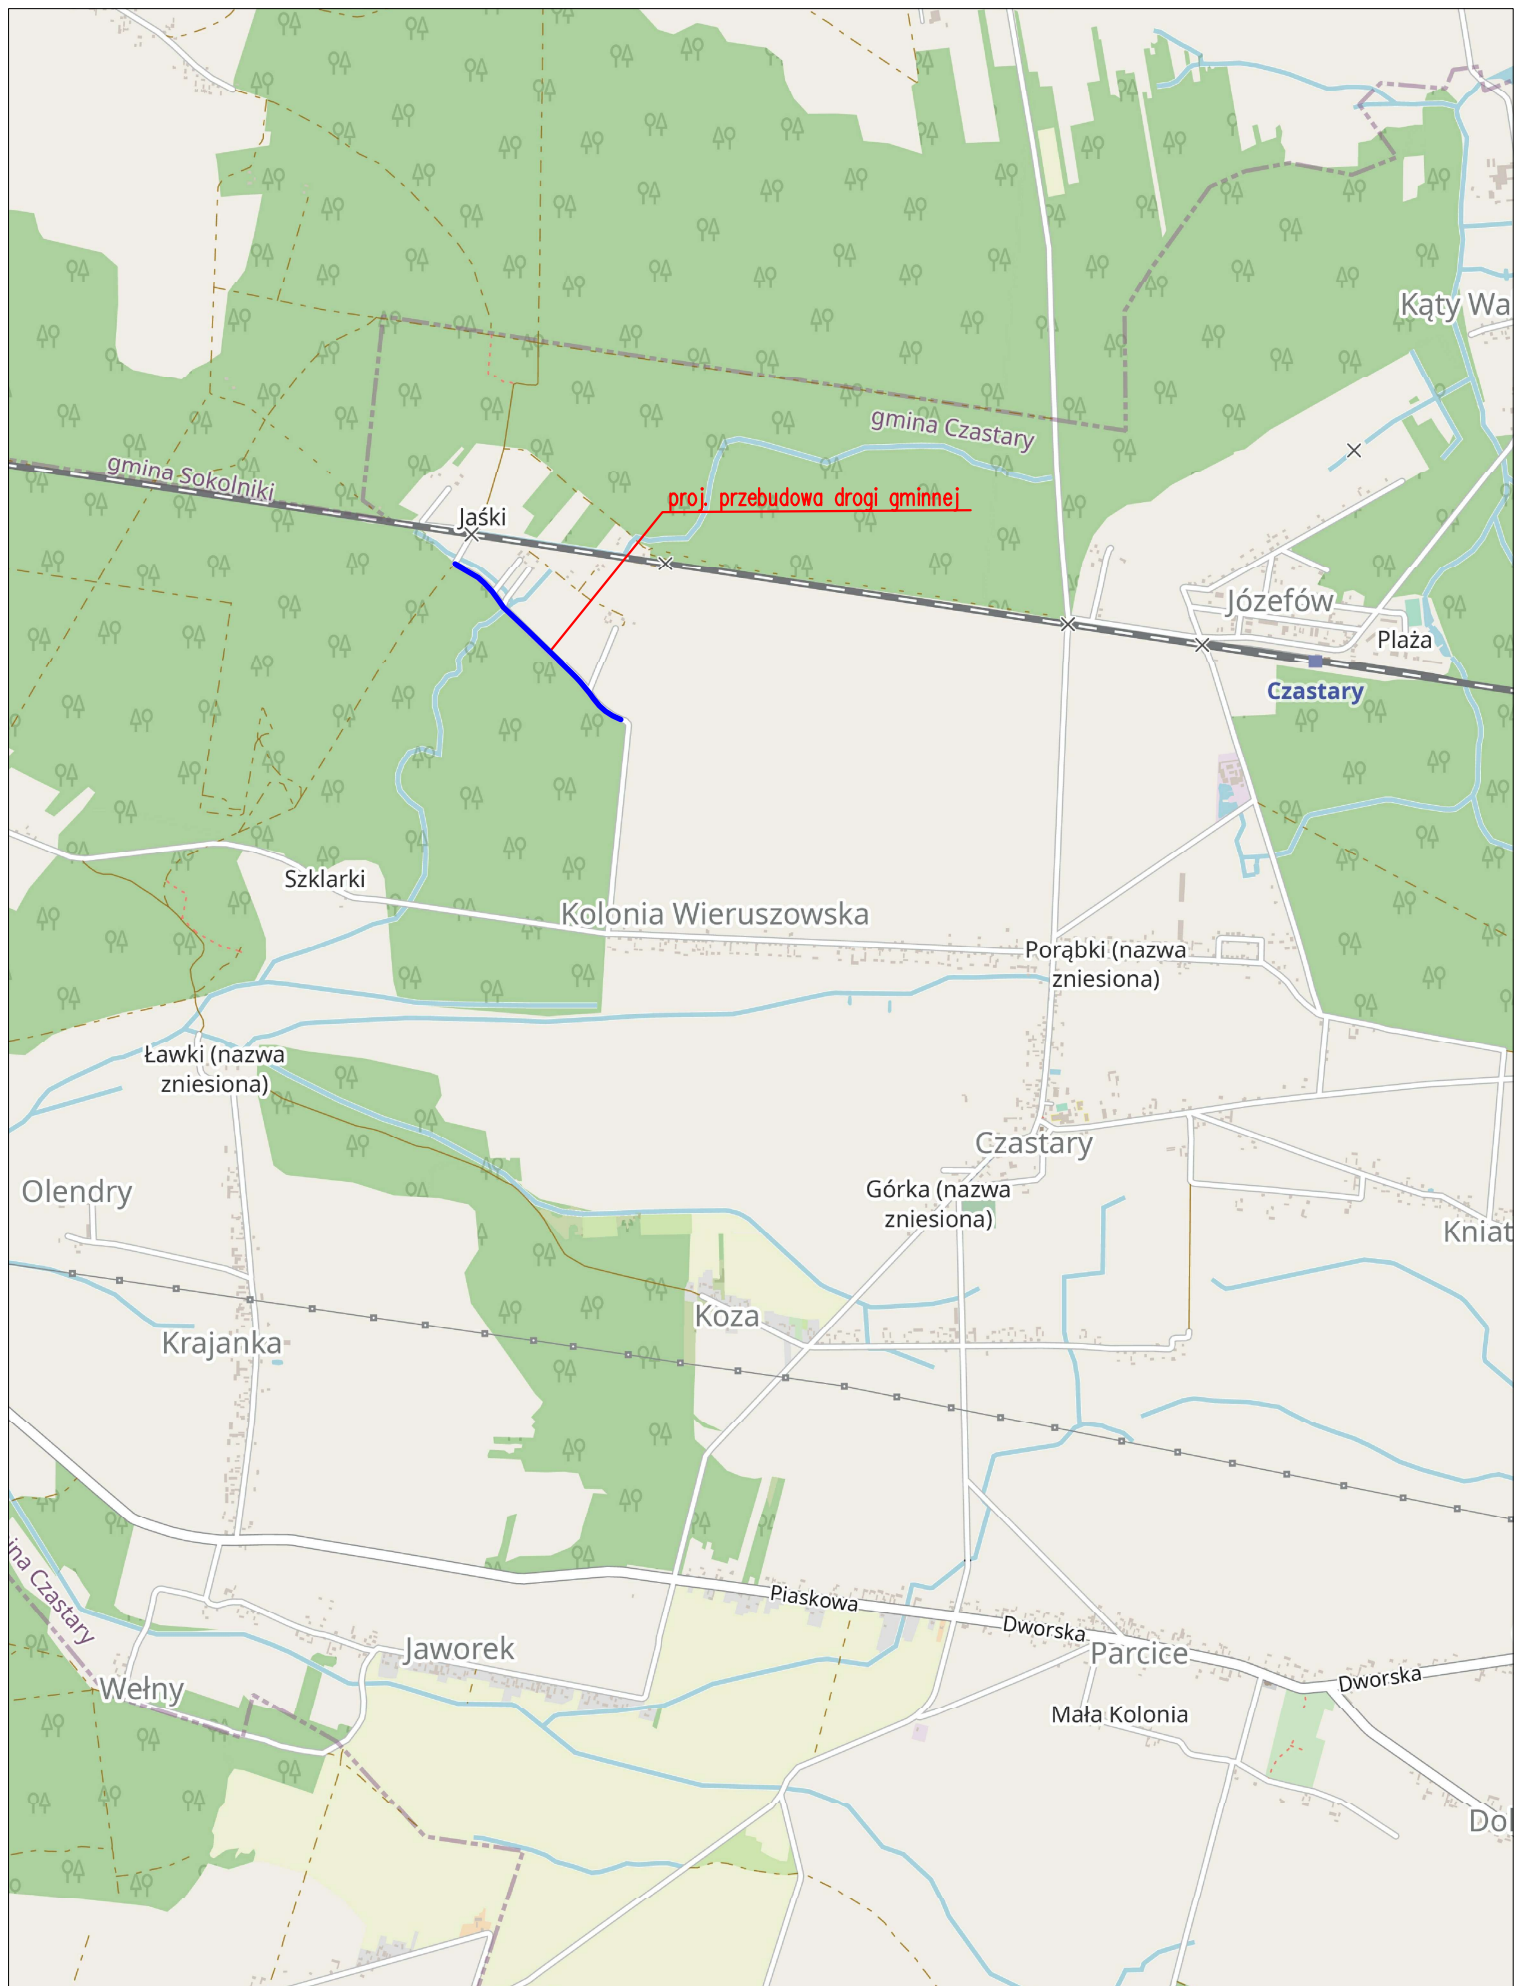 Kąty Wa
gmina Czastary
gmina Sokolniki
proj. przebudowa drogi gminnej
Jaśki
Józefów
Plaża
Czastary
Szklarki
Kolonia Wieruszowska
Porąbki (nazwa
zniesiona)
Ławki (nazwa
zniesiona)
Czastary
Olendry
Górka (nazwa
zniesiona)
Kniat
Koza
Krajanka
ina Czastary
Piaskowa
Dworska
Jaworek
Parcice
Dworska
Wełny
Mała Kolonia
Dol